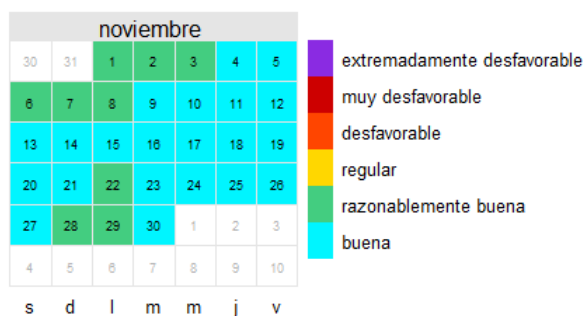 noviembre
30 31 1 2 3 4 5
6 7 8 9 10 11 12
13 14 15 16 17 18 19
20 21 22 23 24 25 26
27 28 29 30 1 2 3
4 5 6 7 8 9 10
s d l m m j v
extremadamente desfavorable
muy desfavorable
desfavorable
regular
razonablemente buena
buena